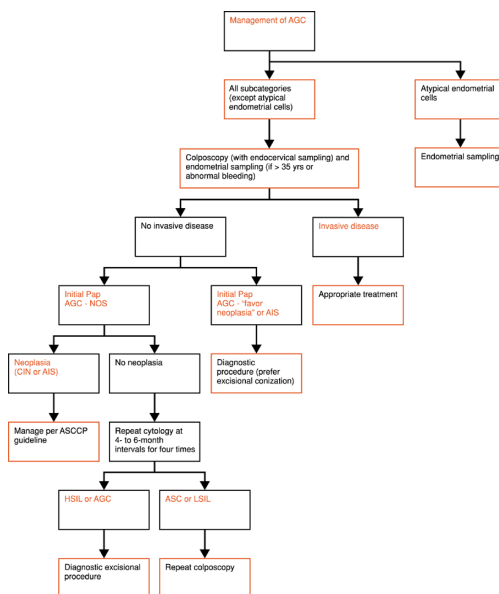 Management of AGC
All subcategories
(except atypical
endometrial cells)
Atypical endometrial
cells
Colposcopy (with endocervical sampling) and
endometrial sampling (if > 35 yrs or
abnormal bleeding)
Endometrial sampling
No invasive disease
Invasive disease
Initial Pap
AGC - NOS
Initial Pap
AGC - “favor
neoplasia” or AIS
Appropriate treatment
Neoplasia
(CIN or AIS)
No neoplasia
Diagnostic
procedure (prefer
excisional conization)
Manage per ASCCP
guideline
Repeat cytology at
4- to 6-month
intervals for four times
HSIL or AGC
ASC or LSIL
Diagnostic excisional
procedure
Repeat colposcopy